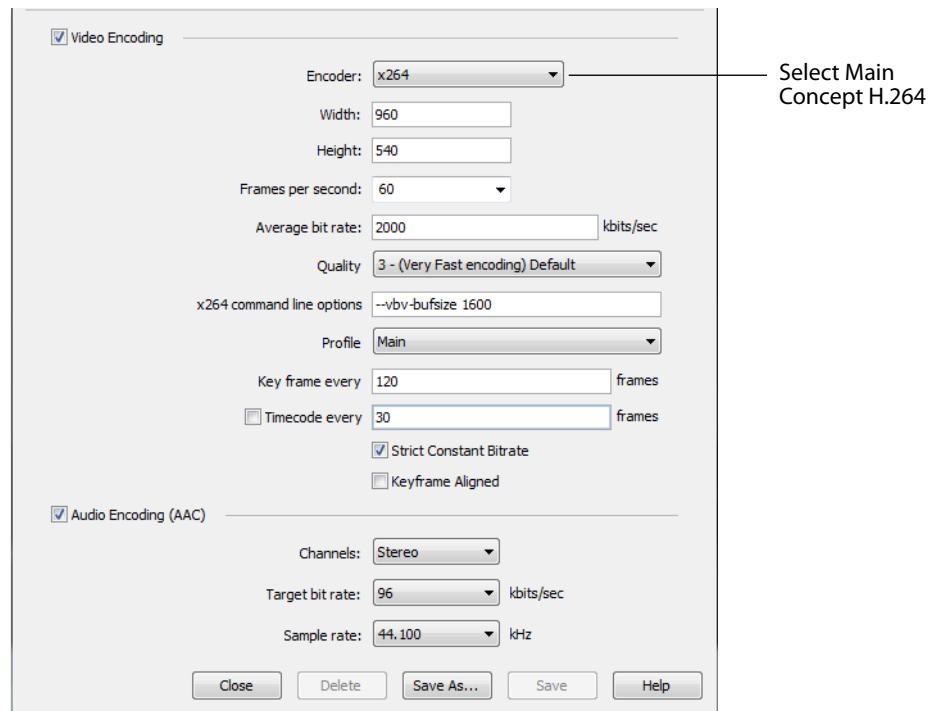 Video Encoding
Encoder: x264
Select Main
Concept H.264
Width: 960
Height: 540
Frames per second: 60
Average bit rate: 2000 kbits/sec
Quality 3 - (Very Fast encoding) Default
x264 command line options --vbv-bufsize 1600
Profile Main
Key frame every 120 frames
Timecode every 30 frames
Strict Constant Bitrate
Keyframe Aligned
Audio Encoding (AAC)
Channels: Stereo
Target bit rate: 96 kbits/sec
Sample rate: 44.100 kHz
Close Delete Save As... Save Help